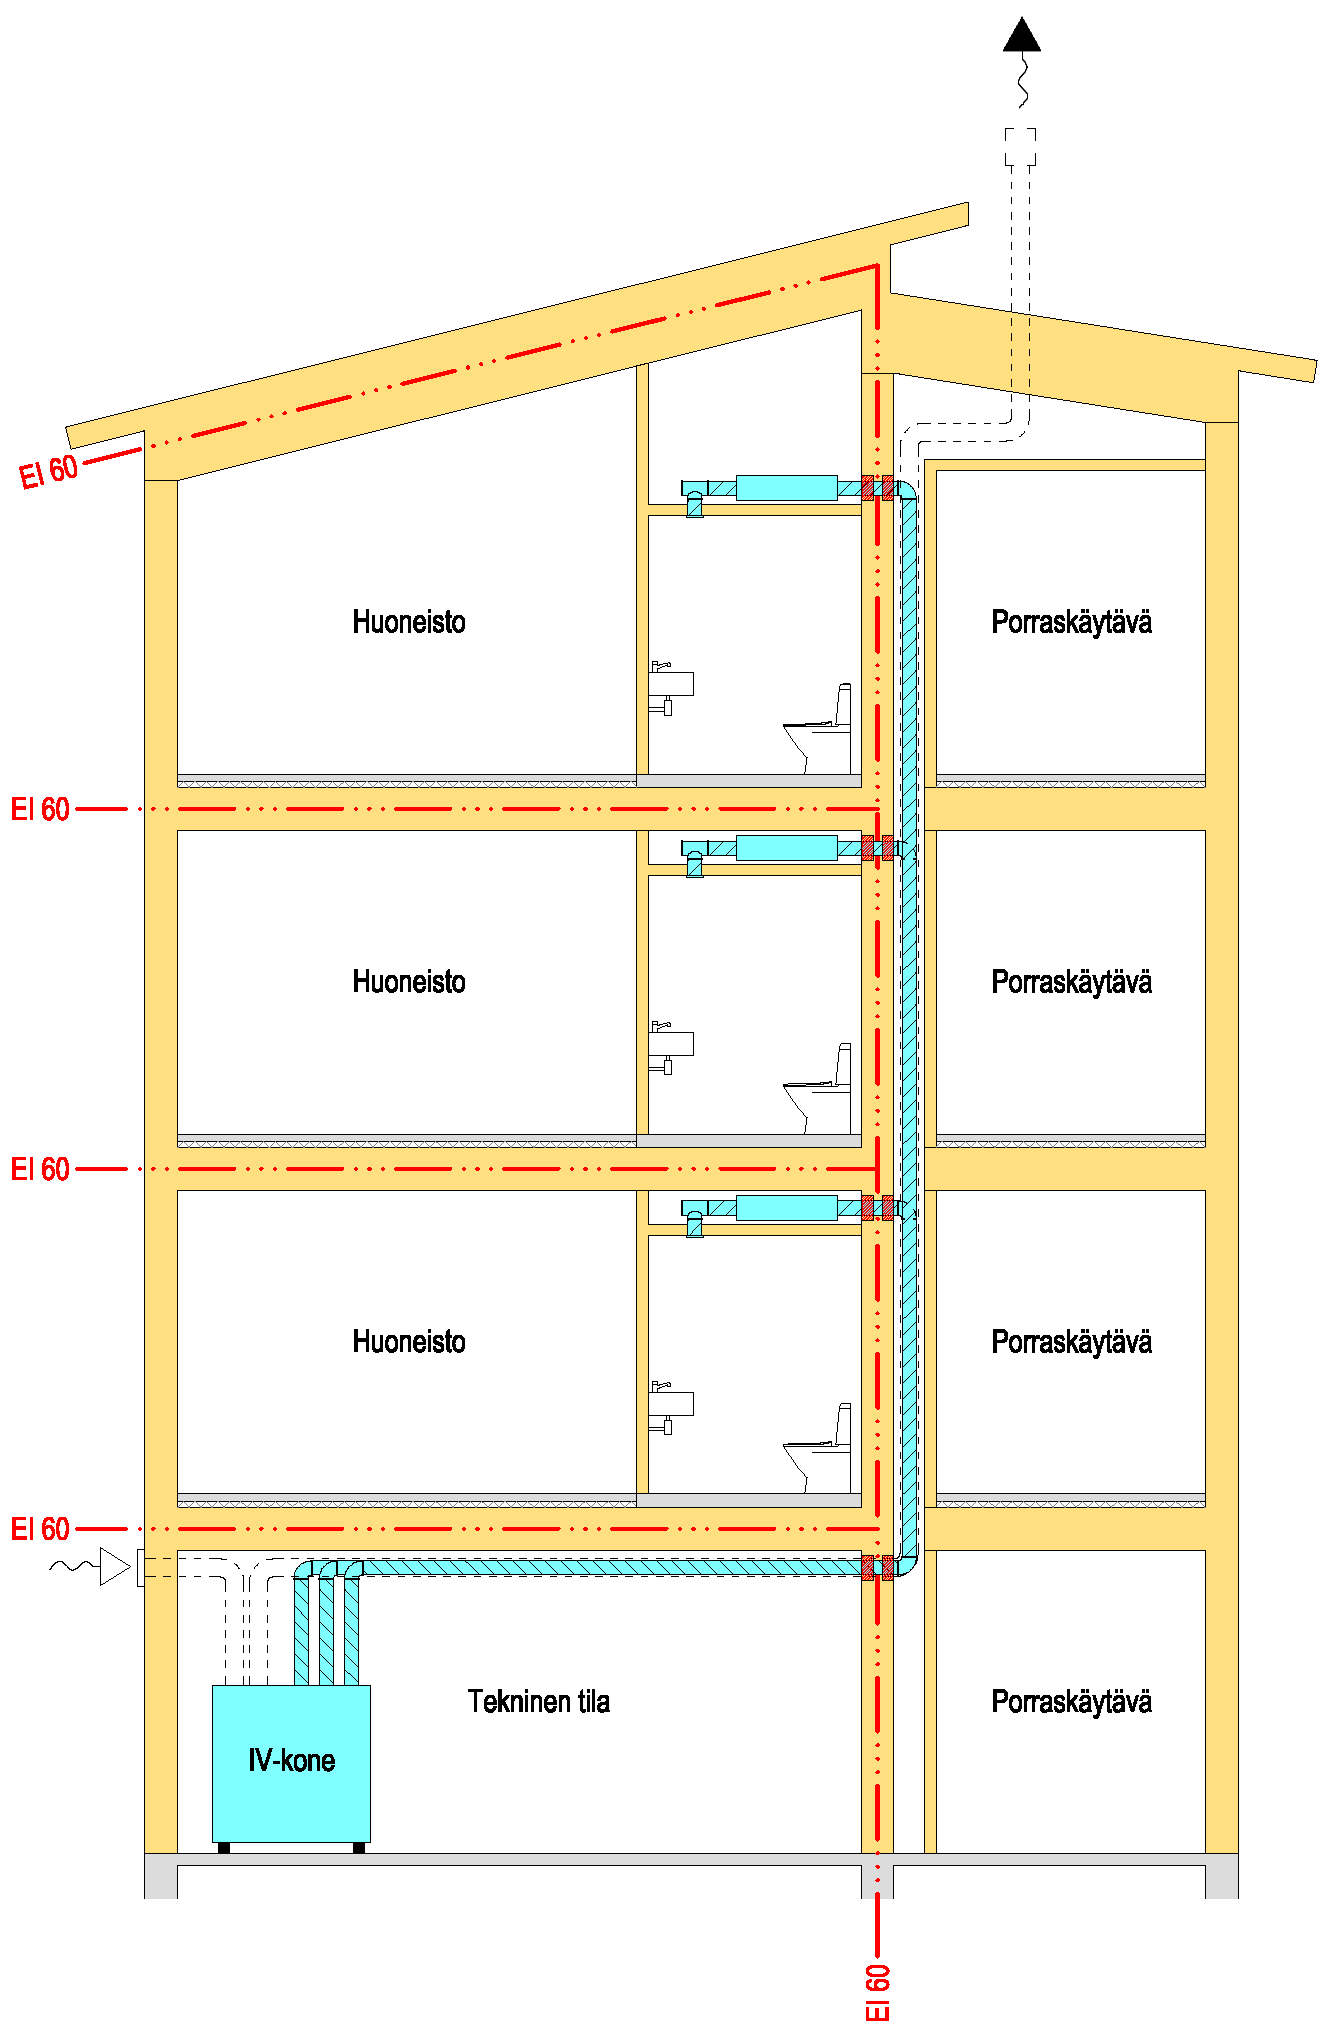 EI 60
Huoneisto
Porraskäytävä
EI 60
Huoneisto
Porraskäytävä
EI 60
Huoneisto
Porraskäytävä
EI 60
Tekninen tila
Porraskäytävä
IV-kone
EI 60